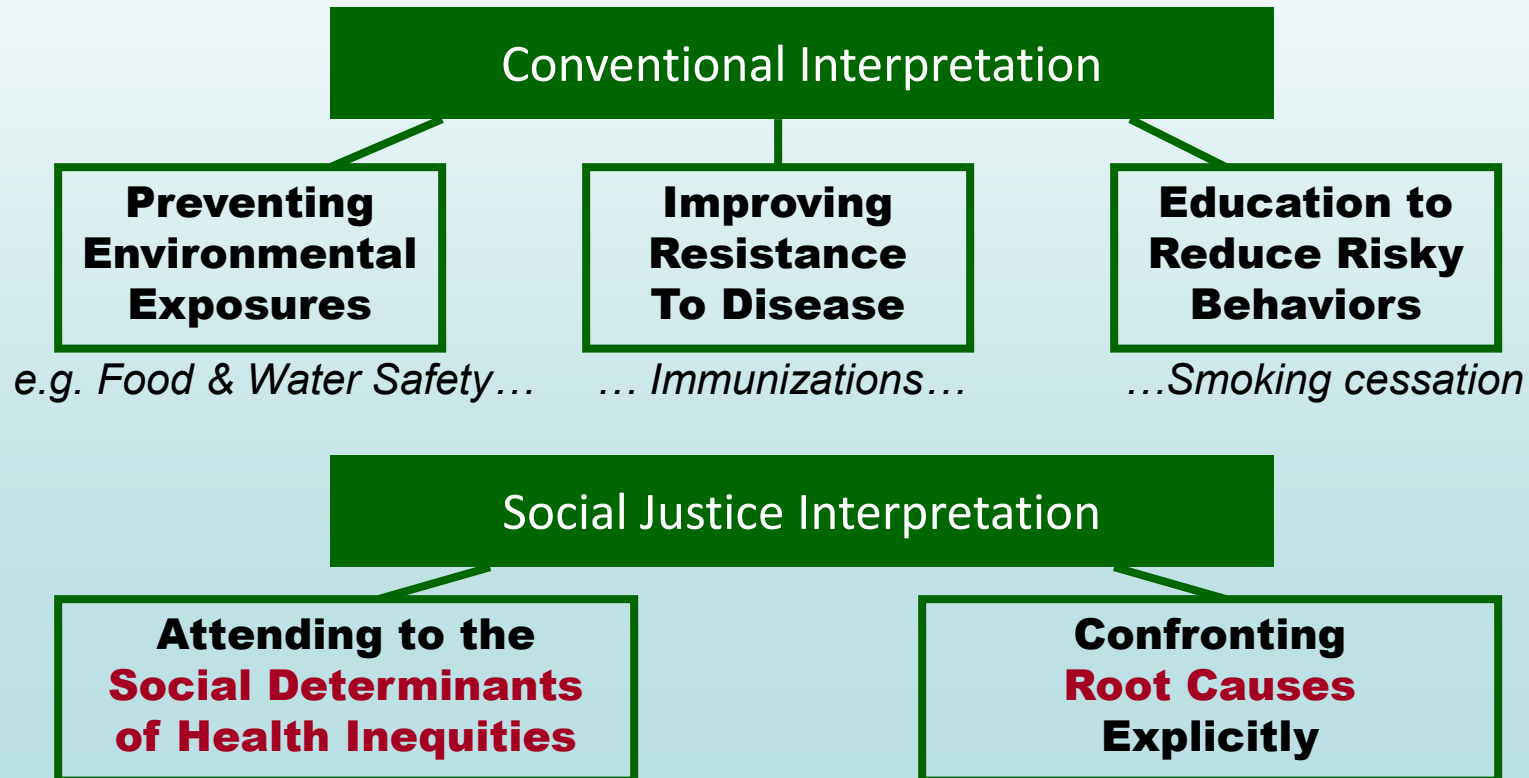 Conventional Interpretation
Preventing
Environmental
Exposures
Improving
Resistance
To Disease
Education to
Reduce Risky
Behaviors
e.g. Food & Water Safety…
… Immunizations…
…Smoking cessation
Social Justice Interpretation
Attending to the
Social Determinants
of Health Inequities
Confronting
Root Causes
Explicitly